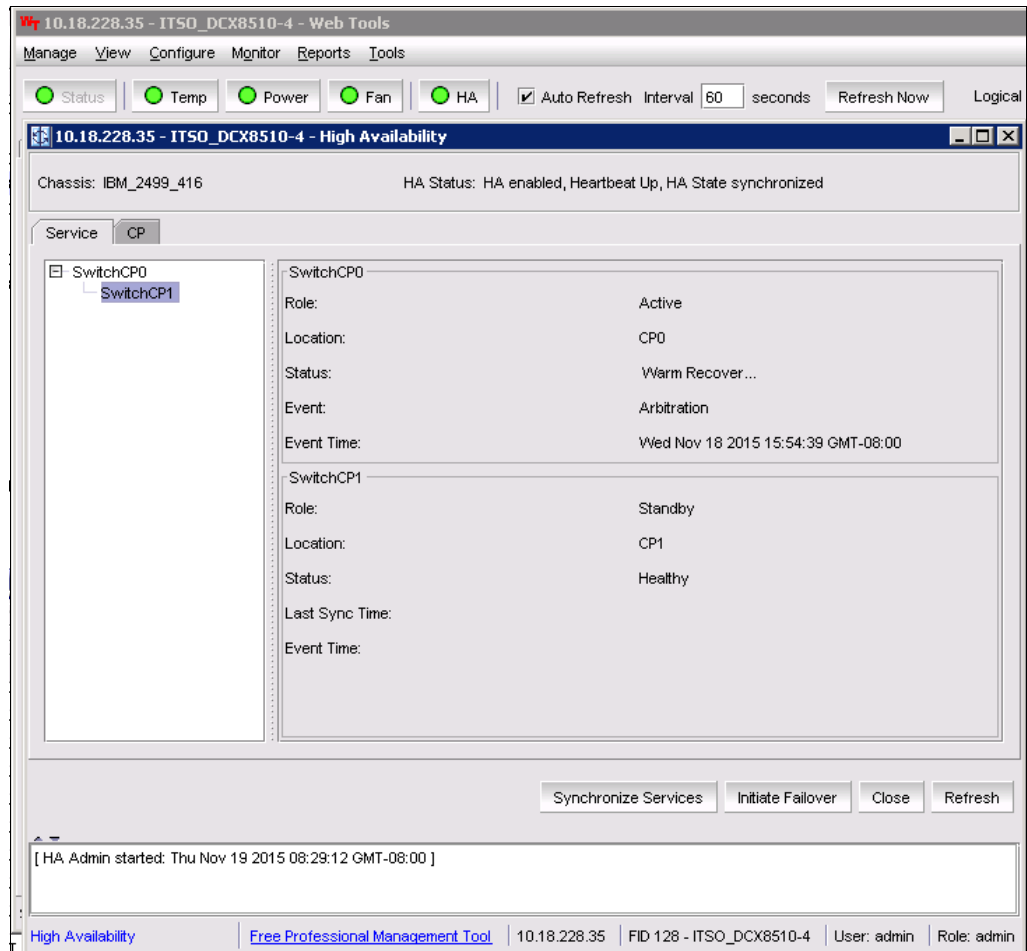 10.18.228.35 - ITSO_DCX8510-4 - Web Tools
Manage View Configure Monitor Reports Tools
Status Temp Power Fan HA Auto Refresh Interval 60 seconds Refresh Now Logical
10.18.228.35 - ITSO_DCX8510-4 - High Availability
Chassis: IBM_2499_416 HA Status: HA enabled, Heartbeat Up, HA State synchronized
Service CP
SwitchCP0
SwitchCP1
SwitchCP0
Role: Active
Location: CP0
Status: Warm Recover...
Event: Arbitration
Event Time: Wed Nov 18 2015 15:54:39 GMT-08:00
SwitchCP1
Role: Standby
Location: CP1
Status: Healthy
Last Sync Time:
Event Time:
Synchronize Services Initiate Failover Close Refresh
[ HA Admin started: Thu Nov 19 2015 08:29:12 GMT-08:00 ]
High Availability Free Professional Management Tool 10.18.228.35 FID 128 - ITSO_DCX8510-4 User: admin Role: admin